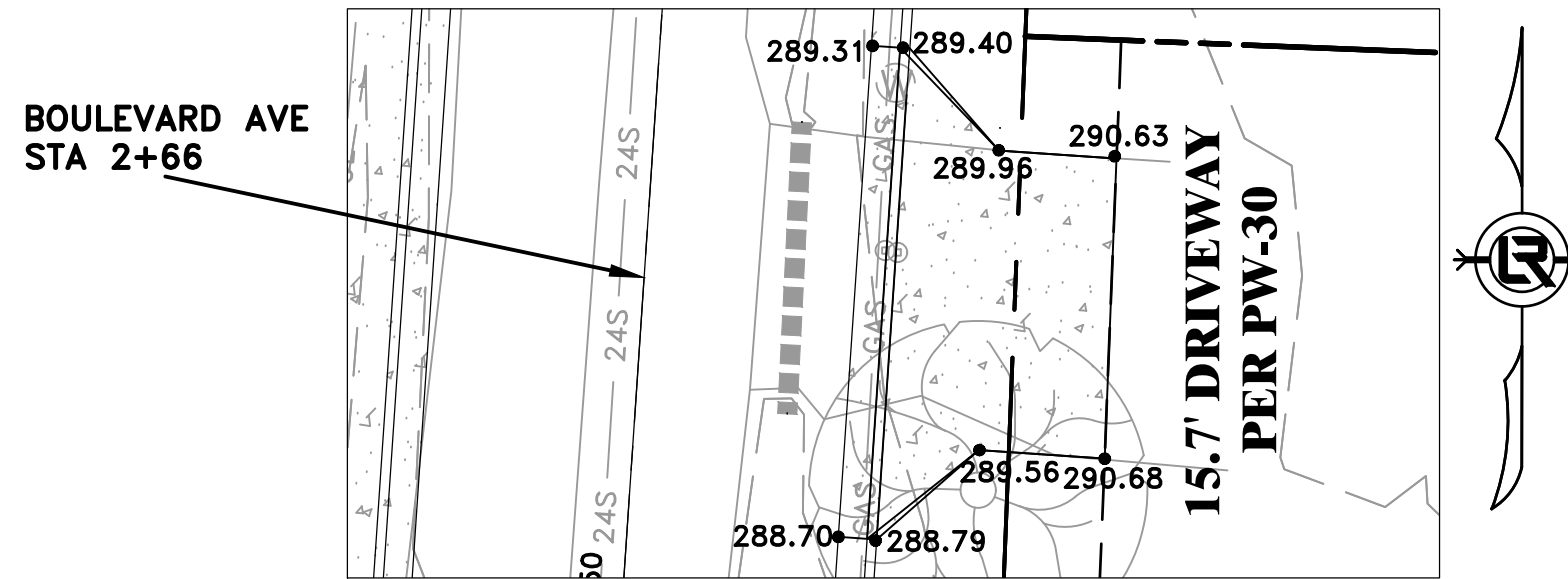 BOULEVARD AVE
STA 2+66
289.31
289.40
290.63
289.96
24S
24S
24S
GAS
GAS
GAS
W
15.7' DRIVEWAY
PER PW-30
289.56
290.68
288.70
288.79